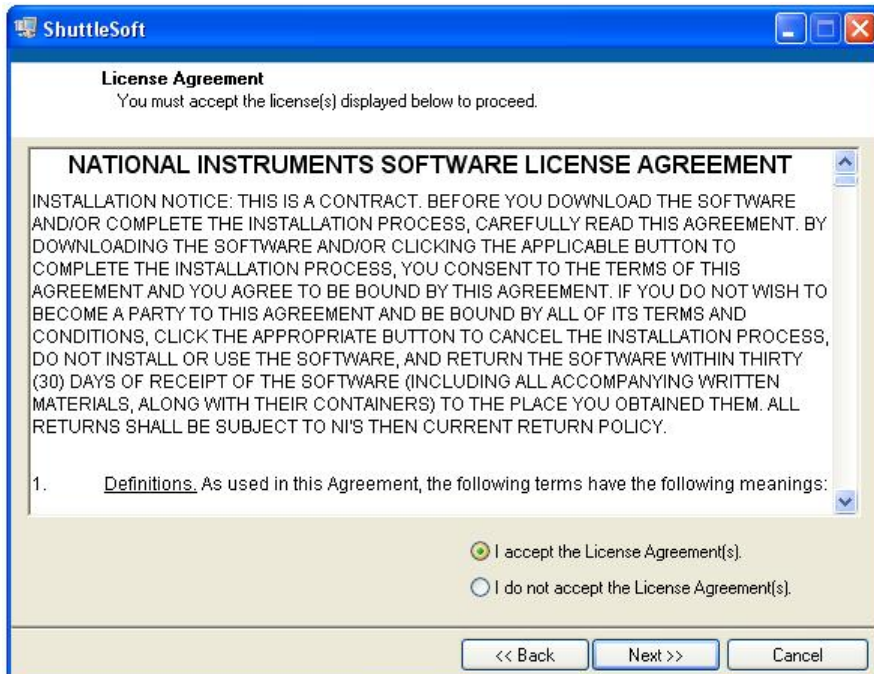 ShuttleSoft
License Agreement
You must accept the license(s) displayed below to proceed.
NATIONAL INSTRUMENTS SOFTWARE LICENSE AGREEMENT
INSTALLATION NOTICE: THIS IS A CONTRACT. BEFORE YOU DOWNLOAD THE SOFTWARE
AND/OR COMPLETE THE INSTALLATION PROCESS, CAREFULLY READ THIS AGREEMENT. BY
DOWNLOADING THE SOFTWARE AND/OR CLICKING THE APPLICABLE BUTTON TO
COMPLETE THE INSTALLATION PROCESS, YOU CONSENT TO THE TERMS OF THIS
AGREEMENT AND YOU AGREE TO BE BOUND BY THIS AGREEMENT. IF YOU DO NOT WISH TO
BECOME A PARTY TO THIS AGREEMENT AND BE BOUND BY ALL OF ITS TERMS AND
CONDITIONS, CLICK THE APPROPRIATE BUTTON TO CANCEL THE INSTALLATION PROCESS,
DO NOT INSTALL OR USE THE SOFTWARE, AND RETURN THE SOFTWARE WITHIN THIRTY
(30) DAYS OF RECEIPT OF THE SOFTWARE (INCLUDING ALL ACCOMPANYING WRITTEN
MATERIALS, ALONG WITH THEIR CONTAINERS) TO THE PLACE YOU OBTAINED THEM. ALL
RETURNS SHALL BE SUBJECT TO NI'S THEN CURRENT RETURN POLICY.
1. Definitions. As used in this Agreement, the following terms have the following meanings:
I accept the License Agreement(s).
I do not accept the License Agreement(s).
<< Back Next >> Cancel